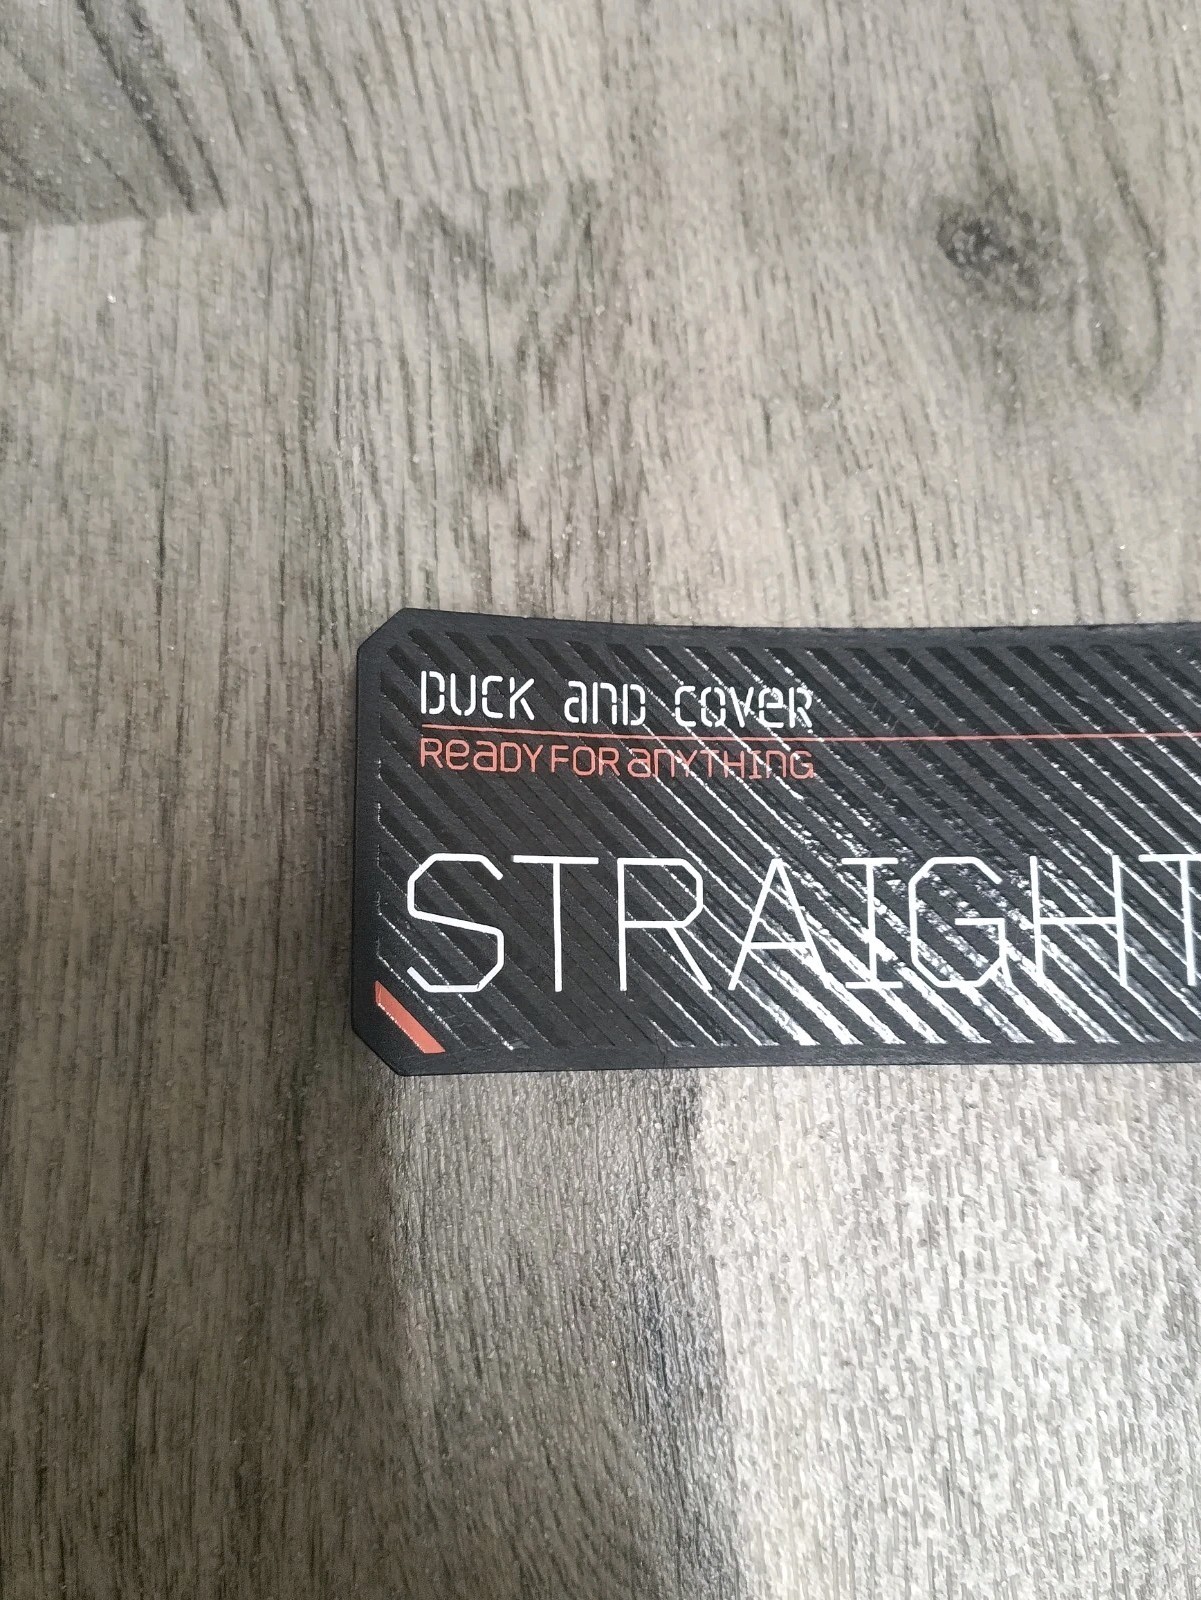 DUCK and COVER
Ready for anything
STRAIGHT